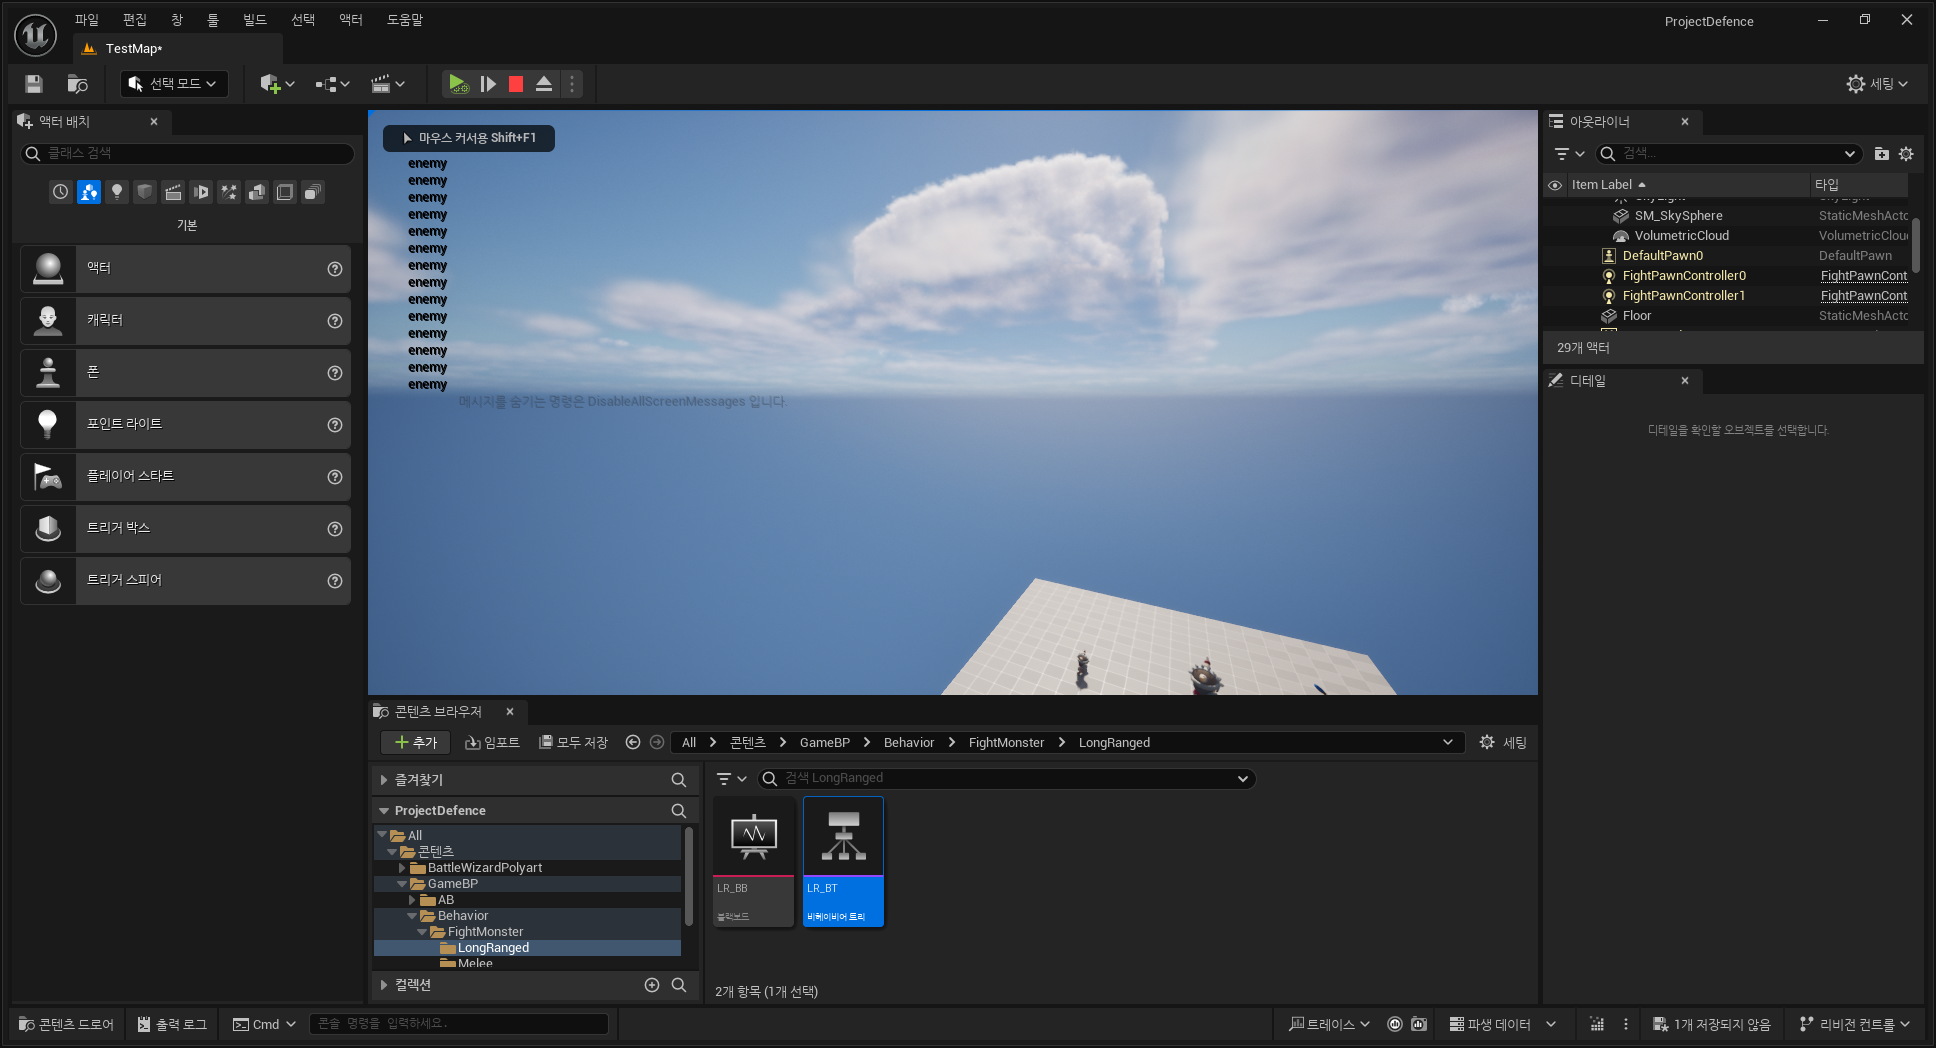 파일 편집 창 툴 빌드 선택 액터 도움말
ProjectDefence
TestMap*
선택 모드
세팅
액터 배치
클래스 검색
기본
액터
캐릭터
폰
포인트 라이트
플레이어 스타트
트리거 박스
트리거 스피어
마우스 커서용 Shift+F1
enemy
enemy
enemy
enemy
enemy
enemy
enemy
enemy
enemy
enemy
enemy
enemy
enemy
enemy
메시지를 숨기는 명령은 DisableAllScreenMessages 입니다.
아웃라이너
검색...
Item Label 타입
SM_SkySphere StaticMeshActo
VolumetricCloud VolumetricClou
DefaultPawn0 DefaultPawn
FightPawnController0 FightPawnCont
FightPawnController1 FightPawnCont
Floor StaticMeshActo
29개 액터
디테일
디테일을 확인할 오브젝트를 선택합니다.
콘텐츠 브라우저
추가 임포트 모두 저장 All 콘텐츠 GameBP Behavior FightMonster LongRanged 세팅
즐겨찾기
검색 LongRanged
ProjectDefence
All
콘텐츠
BattleWizardPolyart
GameBP
AB
Behavior
FightMonster
LongRanged
Melee
컬렉션
LR_BB
블랙보드
LR_BT
비헤이비어 트리
2개 항목 (1개 선택)
콘텐츠 드로어 출력 로그 Cmd 콘솔 명령을 입력하세요. 트레이스 파생 데이터 1개 저장되지 않음 리비전 컨트롤